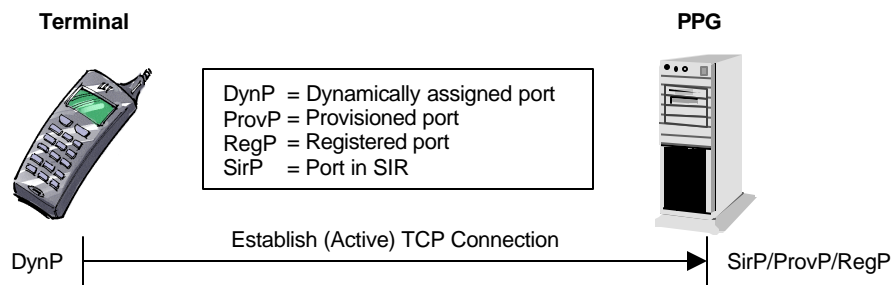 Terminal
PPG
DynP = Dynamically assigned port
ProvP = Provisioned port
RegP = Registered port
SirP = Port in SIR
Establish (Active) TCP Connection
DynP
SirP/ProvP/RegP